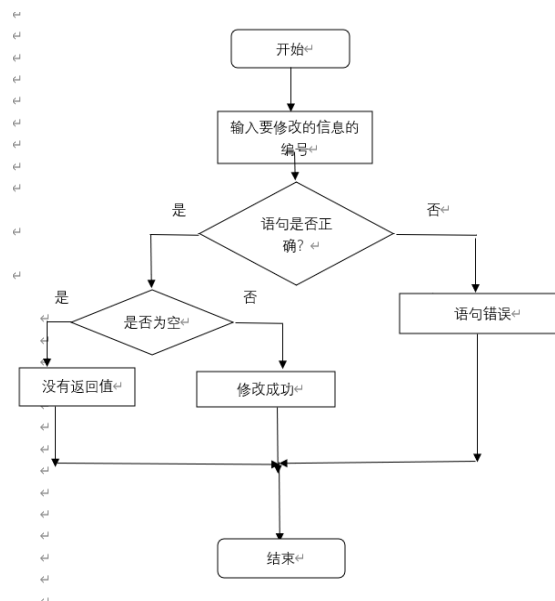 开始
输入要修改的信息的
编号
语句是否正
确？
是
否
是否为空
是
否
语句错误
没有返回值
修改成功
结束